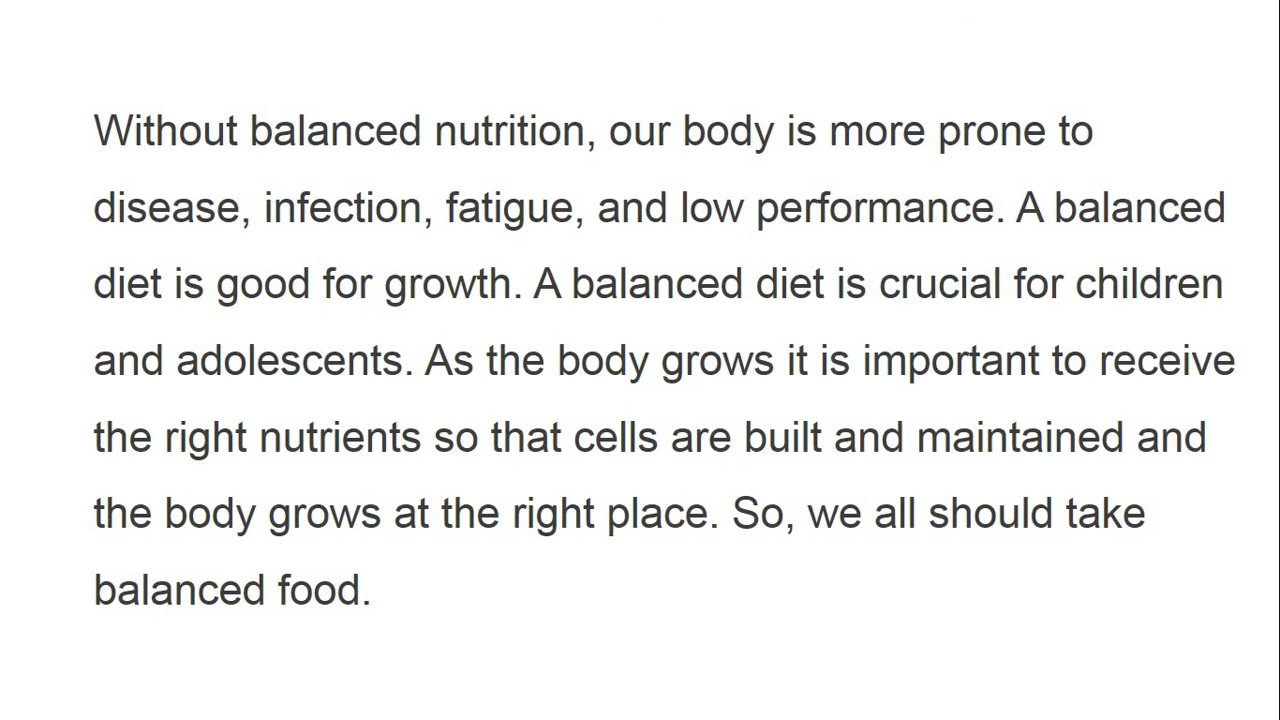 Without balanced nutrition, our body is more prone to
disease, infection, fatigue, and low performance. A balanced
diet is good for growth. A balanced diet is crucial for children
and adolescents. As the body grows it is important to receive
the right nutrients so that cells are built and maintained and
the body grows at the right place. So, we all should take
balanced food.